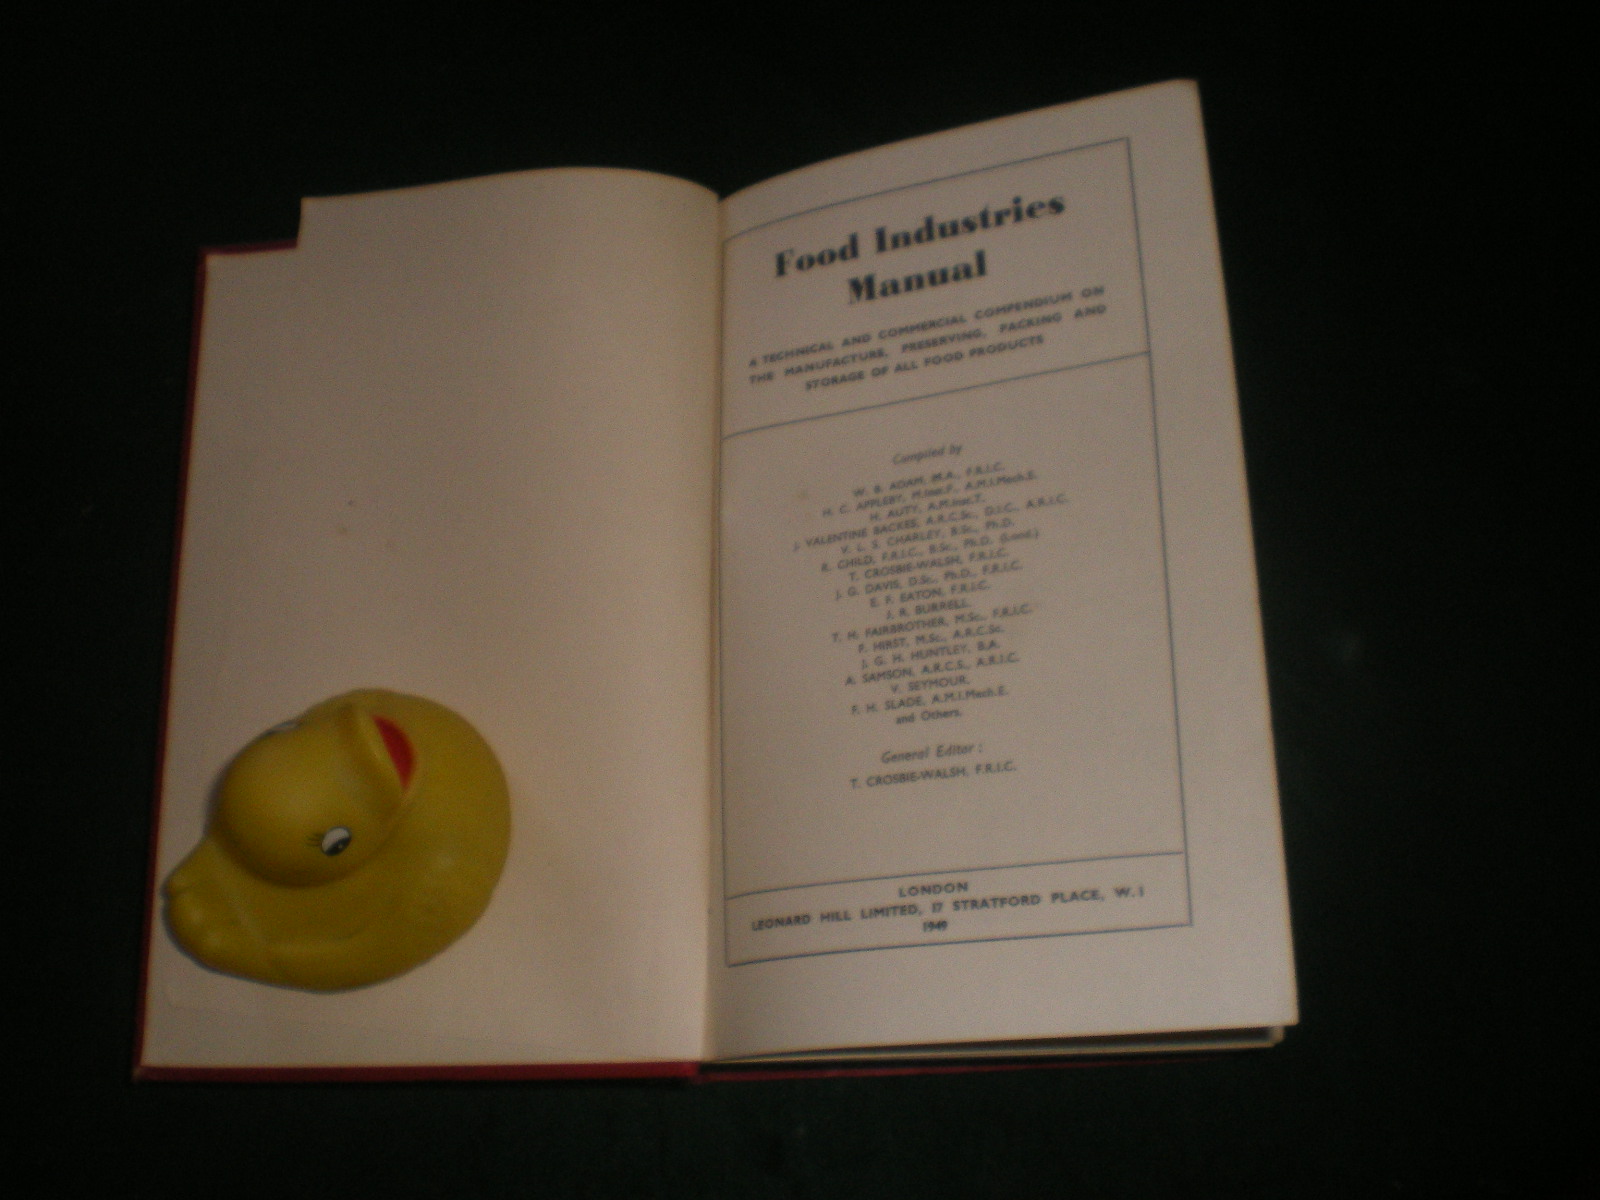 Food Industries
Manual
A TECHNICAL AND COMMERCIAL COMPENDIUM ON
THE MANUFACTURE, PRESERVING, PACKING AND
STORAGE OF ALL FOOD PRODUCTS
Compiled by
W. B. ADAM, M.A., F.R.I.C.
H. C. APPLEBY, M.Inst.F., A.M.I.Mech.E.
H. AUTY, A.M.Inst.T.
J. VALENTINE BACKES, A.R.C.Sc., D.I.C., A.R.I.C.
V. L. S. CHARLEY, B.Sc., Ph.D.
R. CHILD, F.R.I.C., B.Sc., Ph.D. (Lond.)
T. CROSBIE-WALSH, F.R.I.C.
J. G. DAVIS, D.Sc., Ph.D., F.R.I.C.
E. F. EATON, F.R.I.C.
J. R. BURRELL.
T. H. FAIRBROTHER, M.Sc., F.R.I.C.
F. HIRST, M.Sc., A.R.C.Sc.
J. G. H. HUNTLEY, B.A.
A. SAMSON, A.R.C.S., A.R.I.C.
V. SEYMOUR.
F. H. SLADE, A.M.I.Mech.E.
and Others.
General Editor :
T. CROSBIE-WALSH, F.R.I.C.
LONDON
LEONARD HILL LIMITED, 17 STRATFORD PLACE, W.1
1949